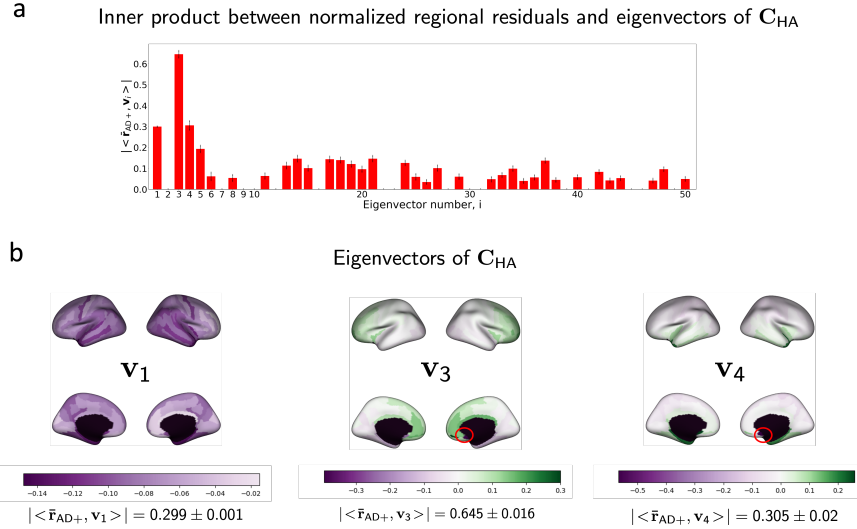 a
Inner product between normalized regional residuals and eigenvectors of C_HA
|< r̄_AD+, v_i >|
0.6
0.5
0.4
0.3
0.2
0.1
0.0
1 2 3 4 5 6 7 8 9 10 20 30 40 50
Eigenvector number, i
b
Eigenvectors of C_HA
v_1
v_3
v_4
−0.14 −0.12 −0.10 −0.08 −0.06 −0.04 −0.02
−0.3 −0.2 −0.1 0.0 0.1 0.2 0.3
−0.5 −0.4 −0.3 −0.2 −0.1 0.0 0.1 0.2
|< r̄_AD+, v_1 >| = 0.299 ± 0.001
|< r̄_AD+, v_3 >| = 0.645 ± 0.016
|< r̄_AD+, v_4 >| = 0.305 ± 0.02